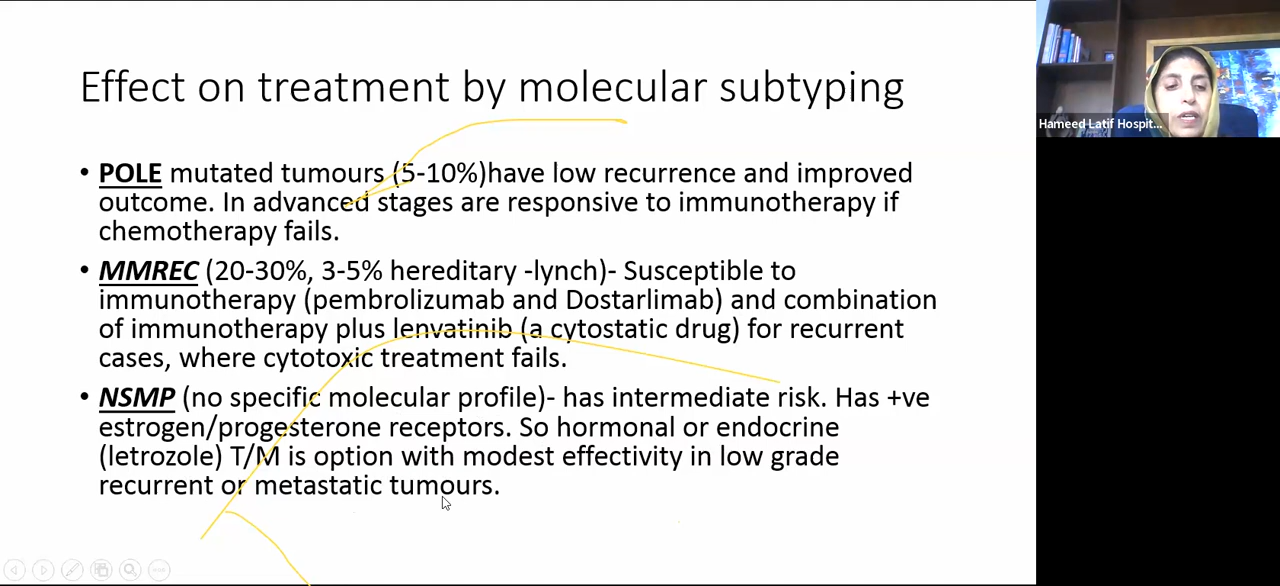 Effect on treatment by molecular subtyping
• POLE mutated tumours (5-10%)have low recurrence and improved
outcome. In advanced stages are responsive to immunotherapy if
chemotherapy fails.
• MMREC (20-30%, 3-5% hereditary -lynch)- Susceptible to
immunotherapy (pembrolizumab and Dostarlimab) and combination
of immunotherapy plus lenvatinib (a cytostatic drug) for recurrent
cases, where cytotoxic treatment fails.
• NSMP (no specific molecular profile)- has intermediate risk. Has +ve
estrogen/progesterone receptors. So hormonal or endocrine
(letrozole) T/M is option with modest effectivity in low grade
recurrent or metastatic tumours.
Hameed Latif Hospit...